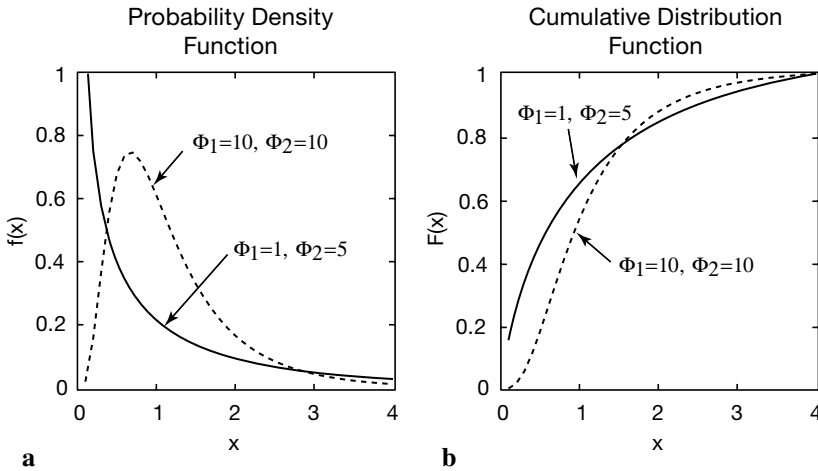 Probability Density
Function
1
0.8
0.6
0.4
0.2
0
f(x)
Φ1=10, Φ2=10
Φ1=1, Φ2=5
0 1 2 3 4
x
a
Cumulative Distribution
Function
1
0.8
0.6
0.4
0.2
0
F(x)
Φ1=1, Φ2=5
Φ1=10, Φ2=10
0 1 2 3 4
x
b